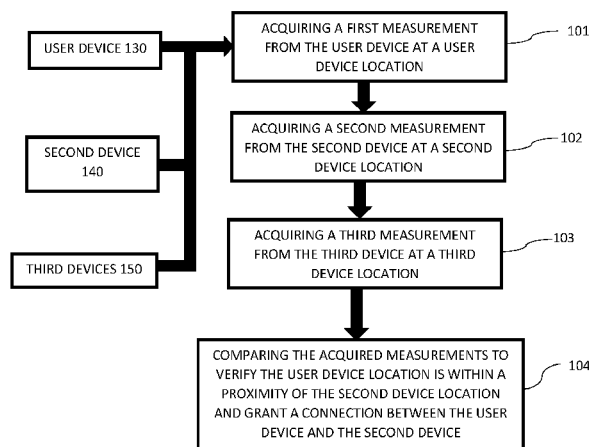 USER DEVICE 130
SECOND DEVICE
140
THIRD DEVICES 150
ACQUIRING A FIRST MEASUREMENT
FROM THE USER DEVICE AT A USER
DEVICE LOCATION
101
ACQUIRING A SECOND MEASUREMENT
FROM THE SECOND DEVICE AT A SECOND
DEVICE LOCATION
102
ACQUIRING A THIRD MEASUREMENT
FROM THE THIRD DEVICE AT A THIRD
DEVICE LOCATION
103
COMPARING THE ACQUIRED MEASUREMENTS TO
VERIFY THE USER DEVICE LOCATION IS WITHIN A
PROXIMITY OF THE SECOND DEVICE LOCATION
AND GRANT A CONNECTION BETWEEN THE USER
DEVICE AND THE SECOND DEVICE
104